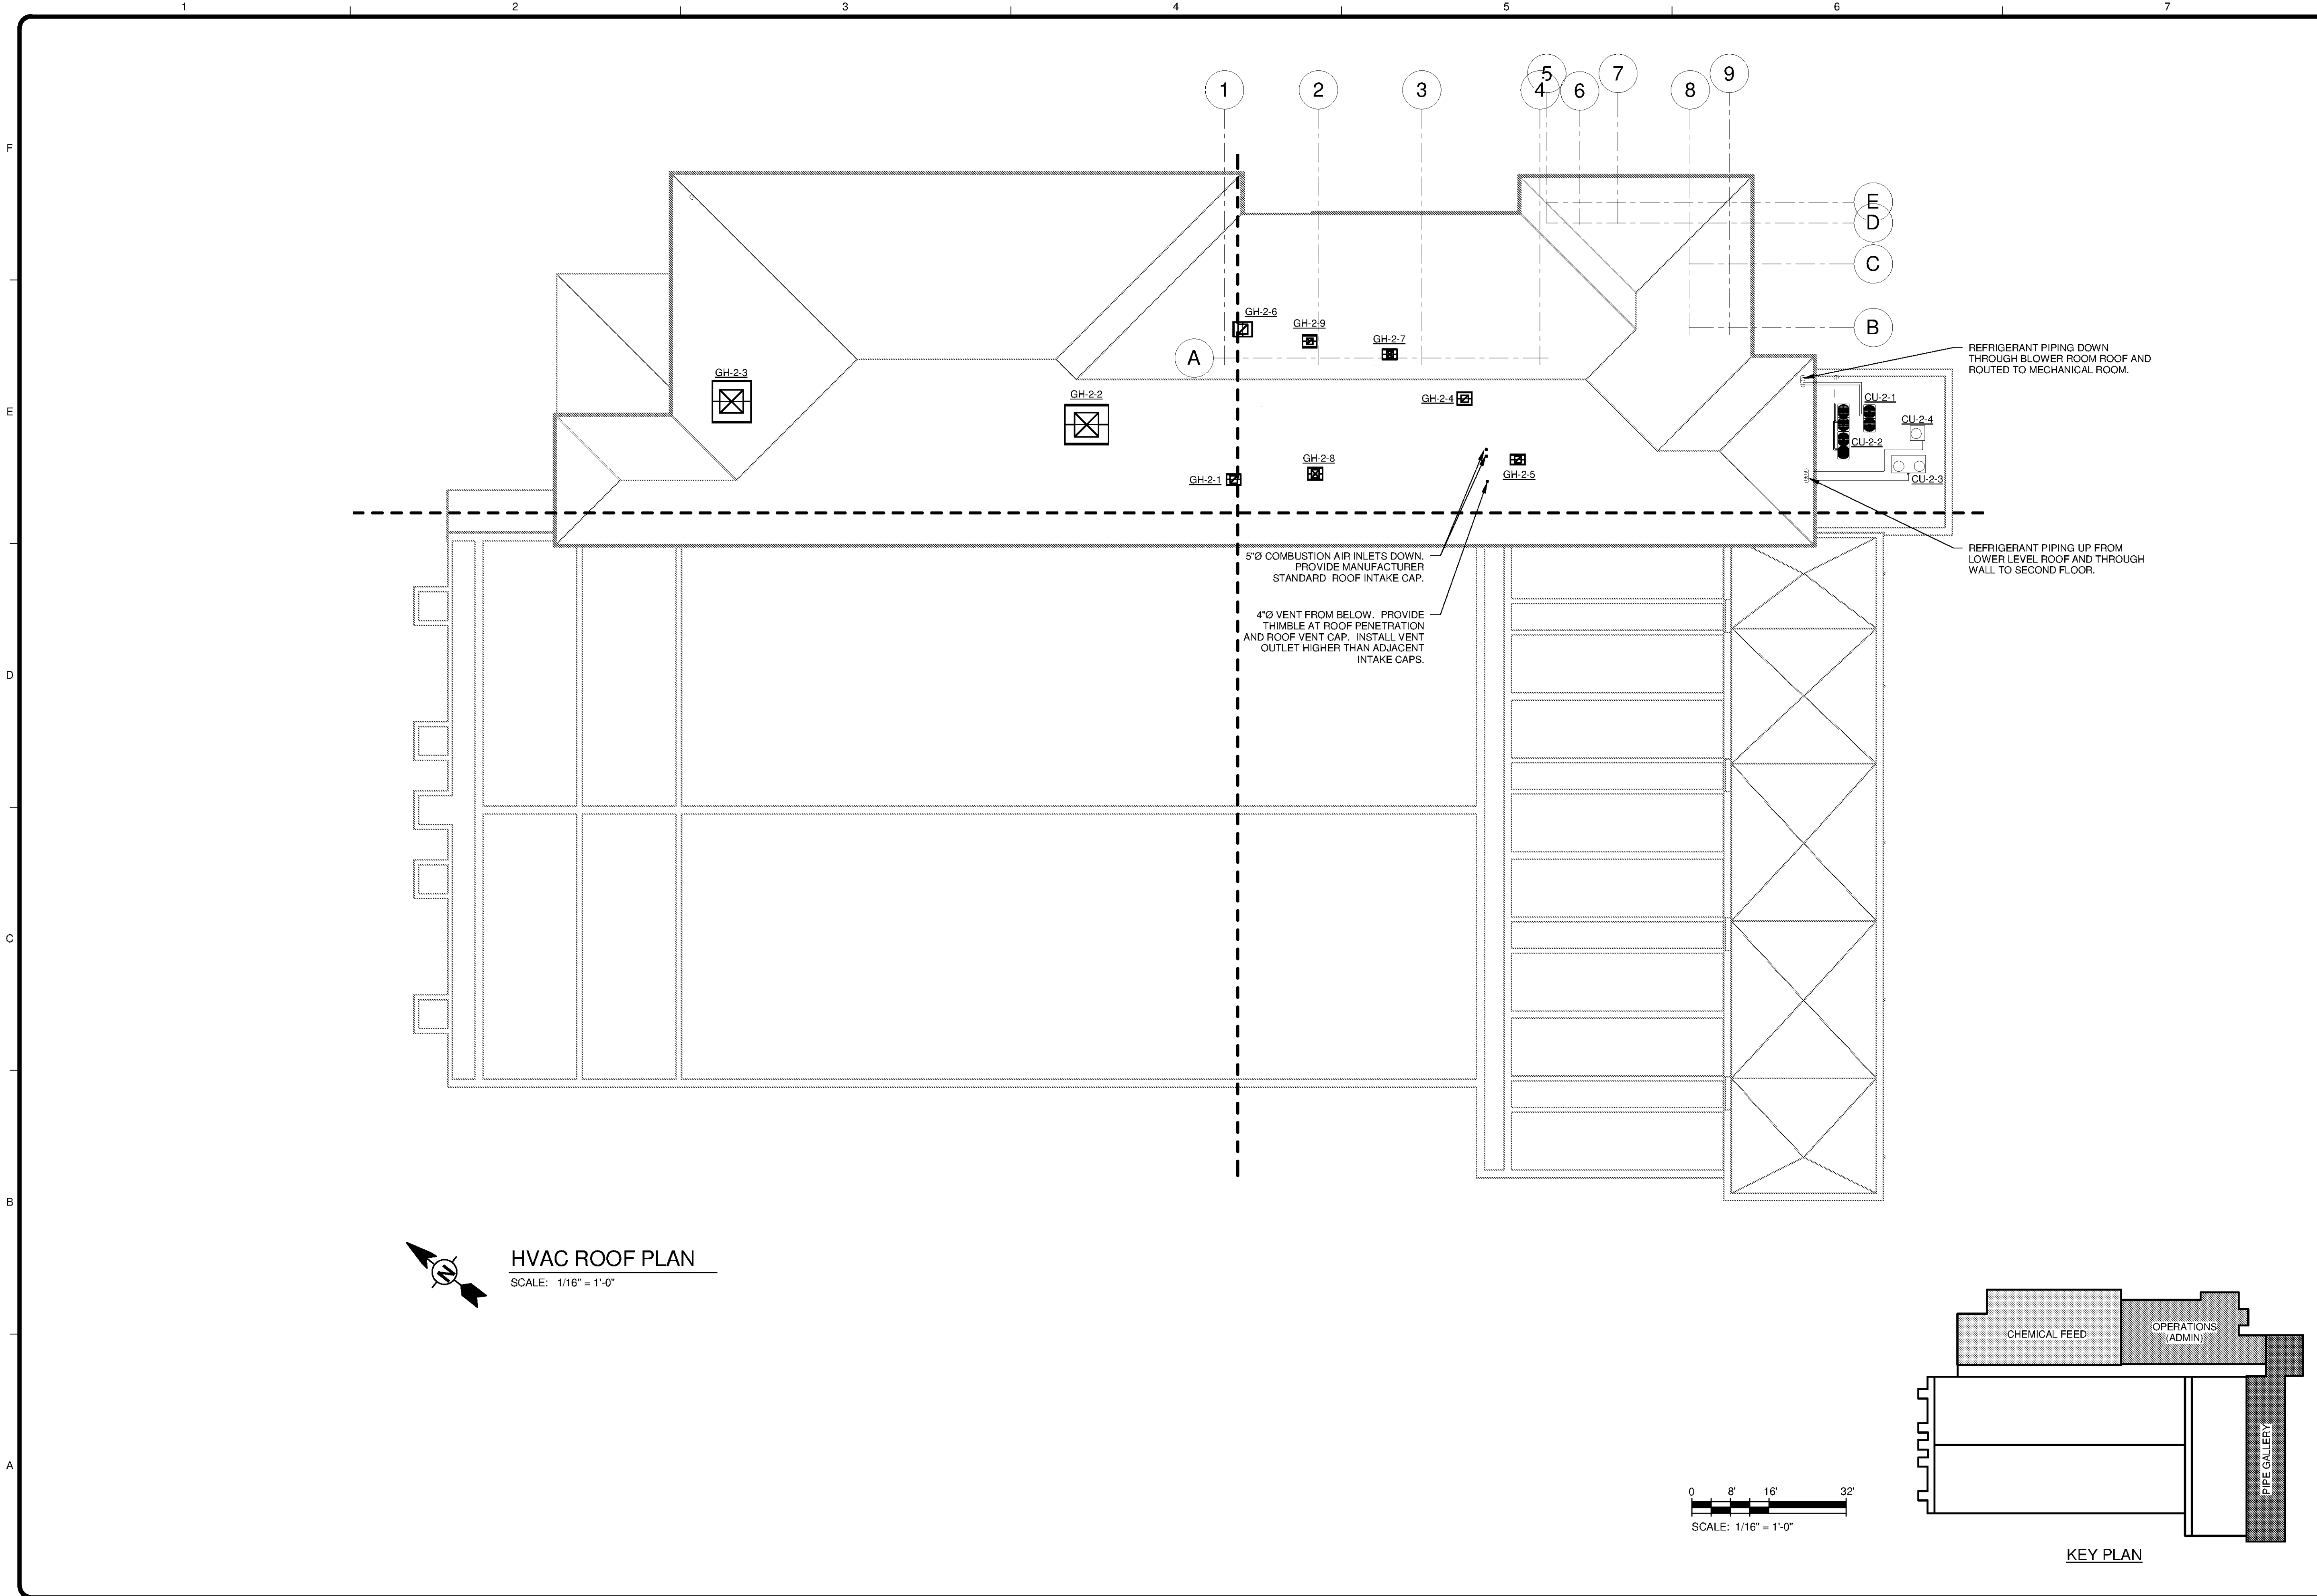 1 2 3 4 5 6 7
F
E
D
C
B
A
1 2 3 4 5 6 7 8 9
E
D
C
B
A
GH-2-6
GH-2-9
GH-2-7
GH-2-3
GH-2-2
GH-2-4
GH-2-8
GH-2-1
GH-2-5
CU-2-1
CU-2-4
CU-2-2
CU-2-3
REFRIGERANT PIPING DOWN
THROUGH BLOWER ROOM ROOF AND
ROUTED TO MECHANICAL ROOM.
REFRIGERANT PIPING UP FROM
LOWER LEVEL ROOF AND THROUGH
WALL TO SECOND FLOOR.
5"Ø COMBUSTION AIR INLETS DOWN.
PROVIDE MANUFACTURER
STANDARD ROOF INTAKE CAP.
4"Ø VENT FROM BELOW. PROVIDE
THIMBLE AT ROOF PENETRATION
AND ROOF VENT CAP. INSTALL VENT
OUTLET HIGHER THAN ADJACENT
INTAKE CAPS.
N
HVAC ROOF PLAN
SCALE: 1/16" = 1'-0"
0 8' 16' 32'
SCALE: 1/16" = 1'-0"
CHEMICAL FEED
OPERATIONS
(ADMIN)
PIPE GALLERY
KEY PLAN